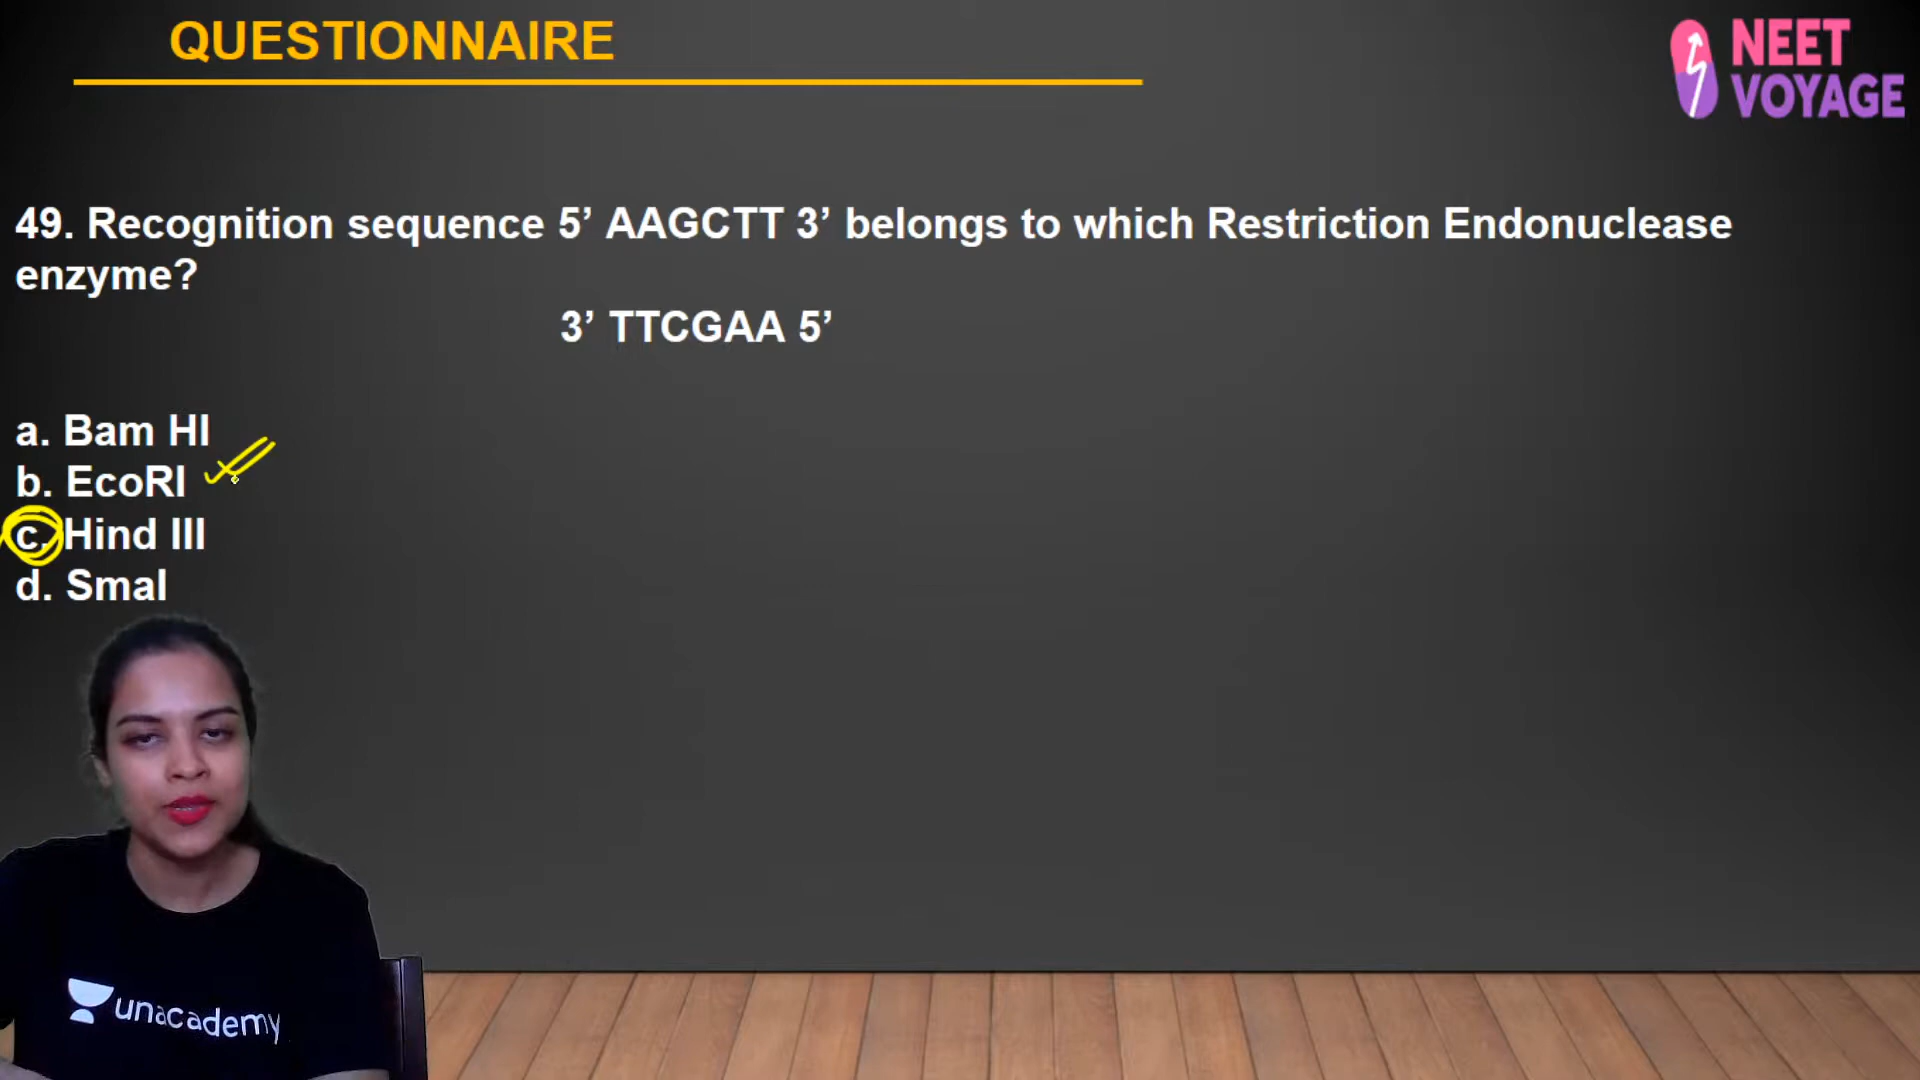 QUESTIONNAIRE
NEET
VOYAGE
49. Recognition sequence 5’ AAGCTT 3’ belongs to which Restriction Endonuclease
enzyme?
3’ TTCGAA 5’
a. Bam HI
b. EcoRI
c. Hind III
d. SmaI
unacademy